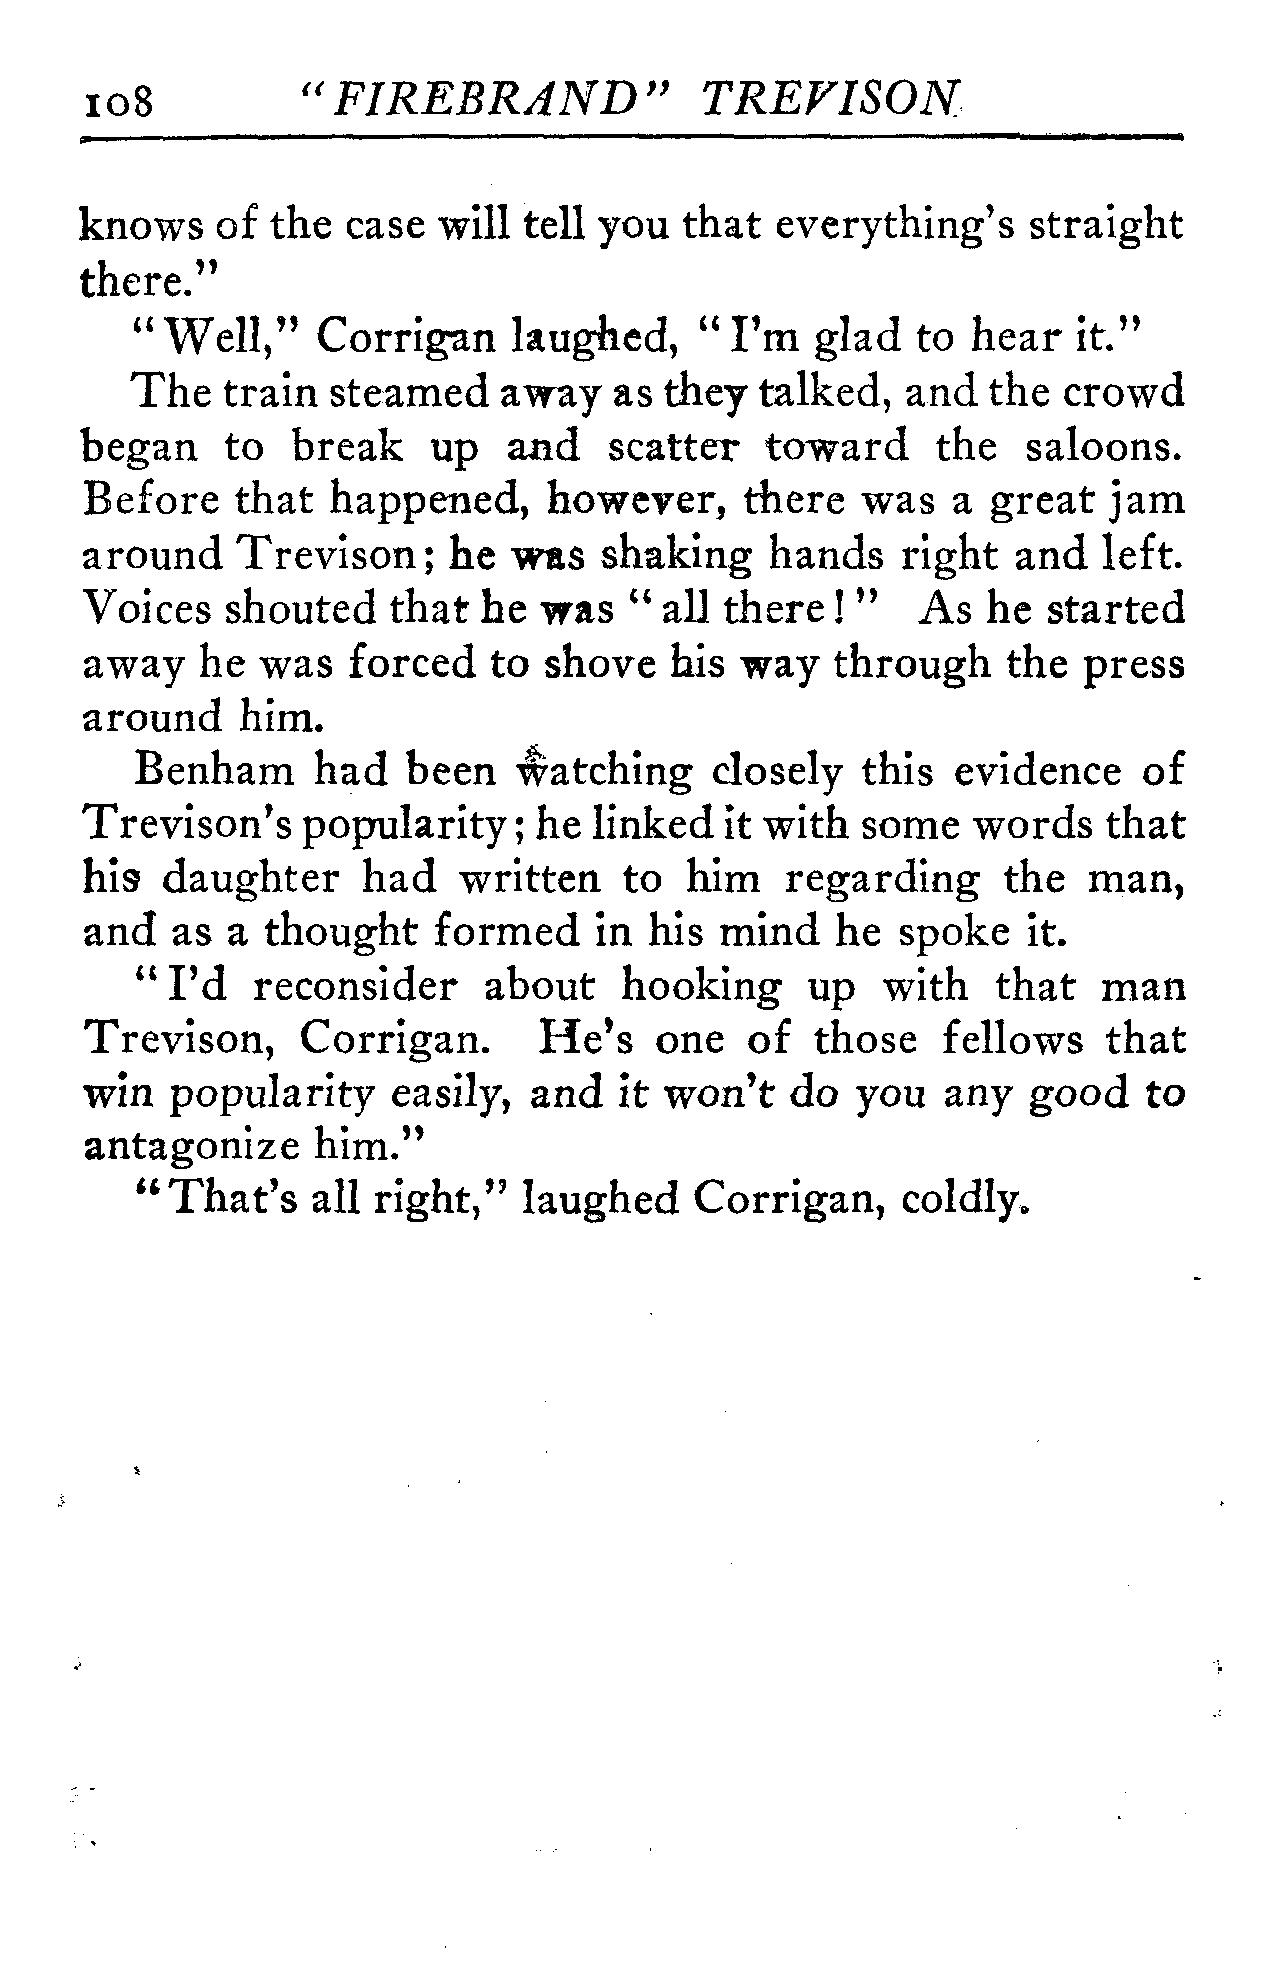 108 "FIREBRAND" TREVISON
knows of the case will tell you that everything's straight
there."
"Well," Corrigan laughed, "I'm glad to hear it."
The train steamed away as they talked, and the crowd
began to break up and scatter toward the saloons.
Before that happened, however, there was a great jam
around Trevison; he was shaking hands right and left.
Voices shouted that he was "all there!" As he started
away he was forced to shove his way through the press
around him.
Benham had been watching closely this evidence of
Trevison's popularity; he linked it with some words that
his daughter had written to him regarding the man,
and as a thought formed in his mind he spoke it.
"I'd reconsider about hooking up with that man
Trevison, Corrigan. He's one of those fellows that
win popularity easily, and it won't do you any good to
antagonize him."
"That's all right," laughed Corrigan, coldly.